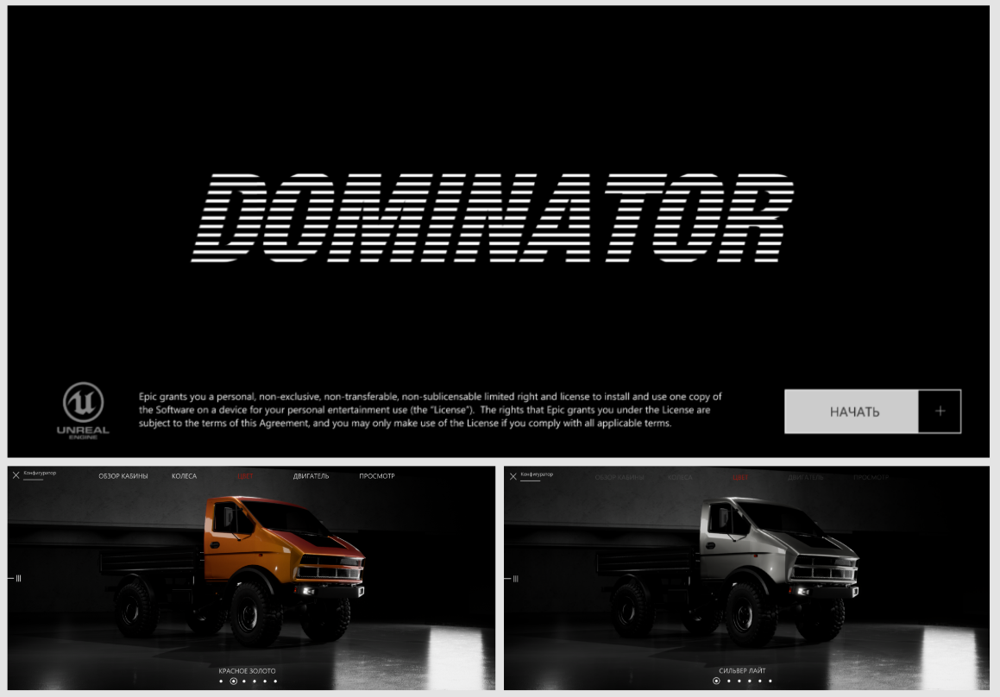 DOMINATOR
UNREAL
ENGINE
Epic grants you a personal, non-exclusive, non-transferable, non-sublicensable limited right and license to install and use one copy of
the Software on a device for your personal entertainment use (the “License”). The rights that Epic grants you under the License are
subject to the terms of this Agreement, and you may only make use of the License if you comply with all applicable terms.
НАЧАТЬ
Конфигуратор
ОБЗОР КАБИНЫ КОЛЕСА ЦВЕТ ДВИГАТЕЛЬ ПРОСМОТР
КРАСНОЕ ЗОЛОТО
Конфигуратор
ОБЗОР КАБИНЫ КОЛЕСА ЦВЕТ ДВИГАТЕЛЬ ПРОСМОТР
СИЛЬВЕР ЛАЙТ